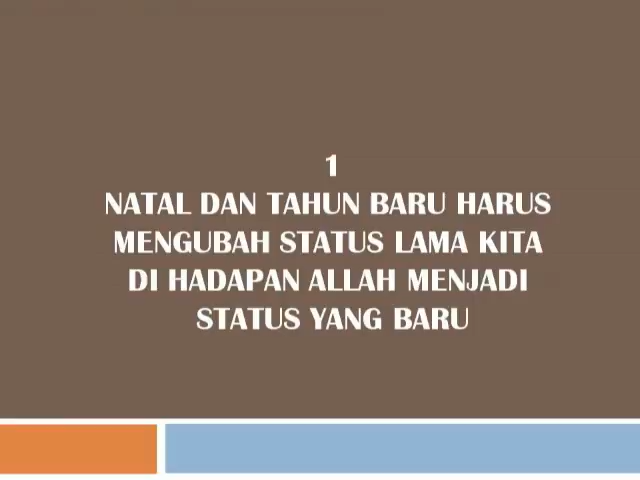 1
NATAL DAN TAHUN BARU HARUS
MENGUBAH STATUS LAMA KITA
DI HADAPAN ALLAH MENJADI
STATUS YANG BARU